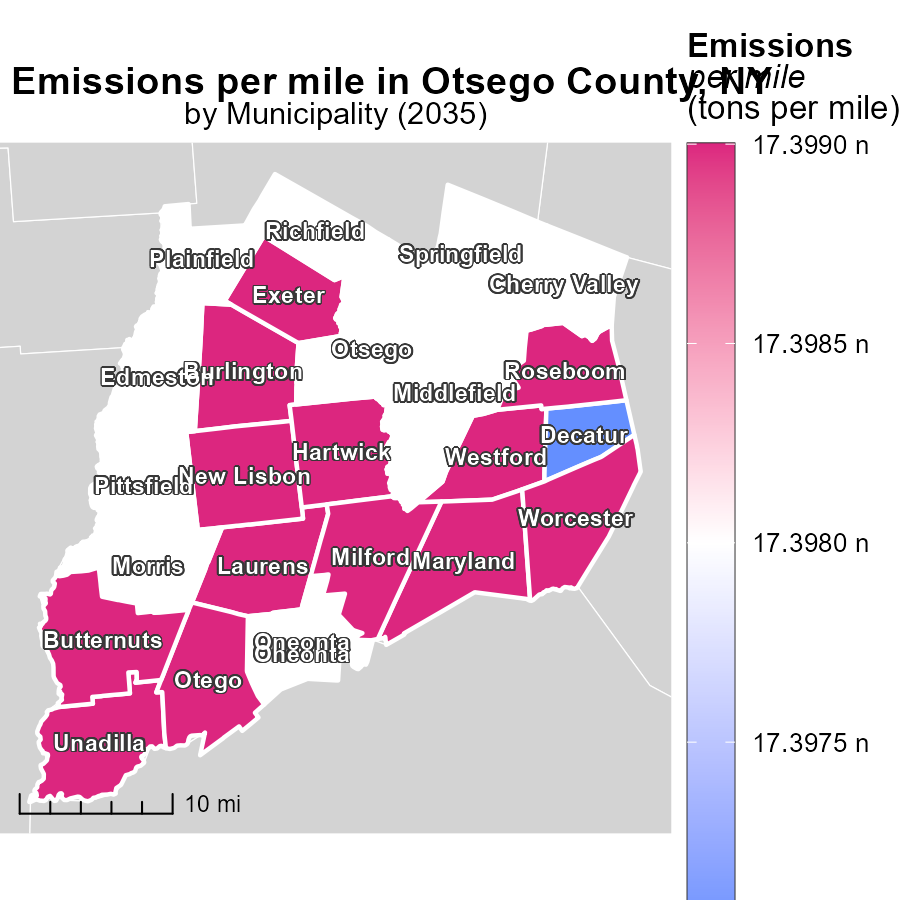 Emissions per mile in Otsego County, NY
by Municipality (2035)
Emissions
per mile
(tons per mile)
17.3990 n
17.3985 n
17.3980 n
17.3975 n
Richfield
Plainfield
Springfield
Cherry Valley
Exeter
Otsego
Edmeston
Burlington
Roseboom
Middlefield
Decatur
Hartwick
Westford
New Lisbon
Pittsfield
Worcester
Morris
Laurens
Milford
Maryland
Butternuts
Oneonta
Oneonta
Otego
Unadilla
10 mi